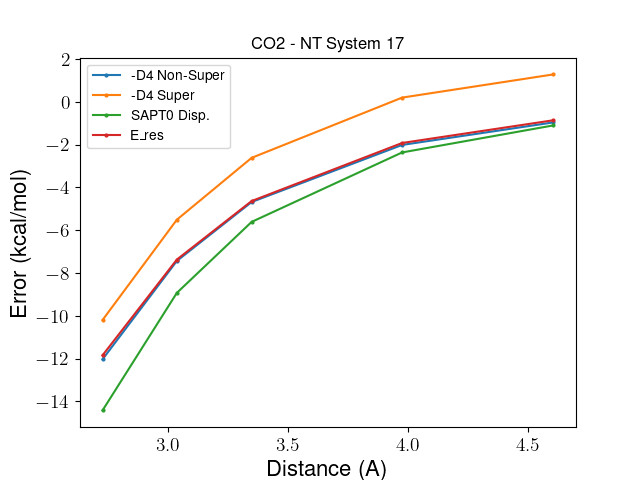 CO2 - NT System 17
2
0
−2
−4
−6
−8
−10
−12
−14
Error (kcal/mol)
-D4 Non-Super
-D4 Super
SAPT0 Disp.
E_res
3.0 3.5 4.0 4.5
Distance (A)